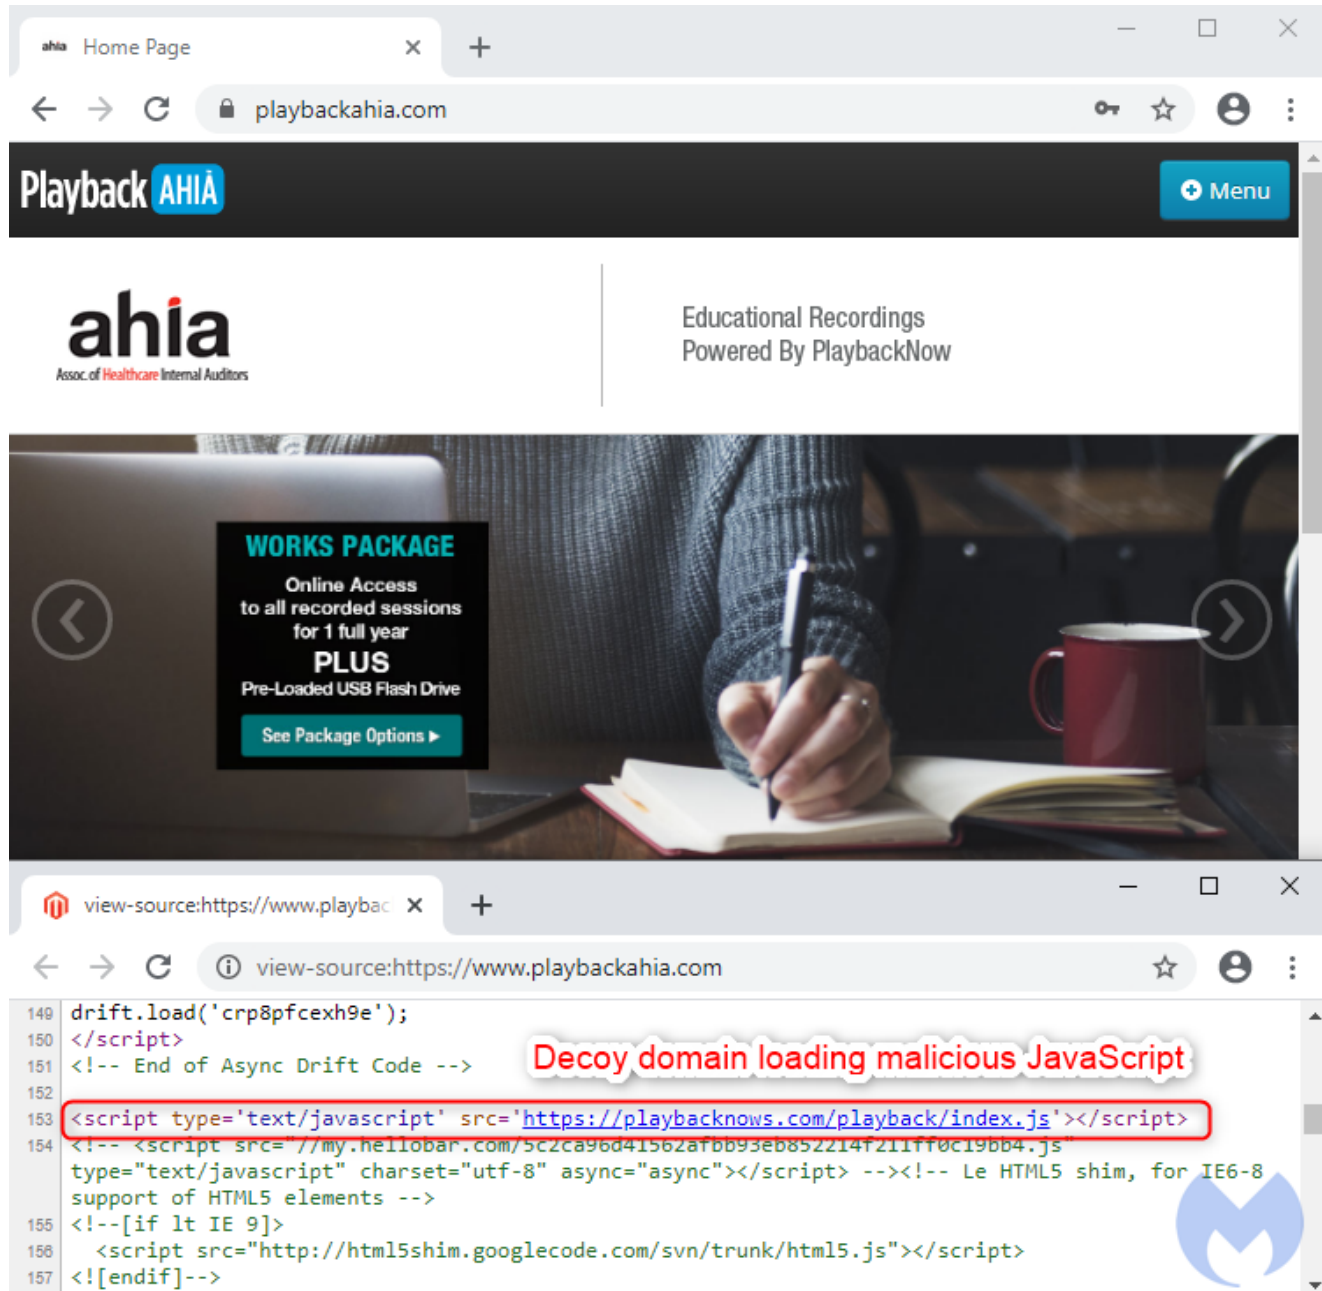 ahia Home Page
playbackahia.com
Playback AHIA
Menu
ahia
Assoc. of Healthcare Internal Auditors
Educational Recordings
Powered By PlaybackNow
WORKS PACKAGE
Online Access
to all recorded sessions
for 1 full year
PLUS
Pre-Loaded USB Flash Drive
See Package Options
view-source:https://www.playbac
view-source:https://www.playbackahia.com
149 drift.load('crp8pfcexh9e');
150 </script>
151 <!-- End of Async Drift Code -->
Decoy domain loading malicious JavaScript
152
153 <script type='text/javascript' src='https://playbacknows.com/playback/index.js'></script>
154 <!-- <script src="//my.hellobar.com/5c2ca96d41562afbb93eb852214f211ff0c19bb4.js"
type="text/javascript" charset="utf-8" async="async"></script> --><!-- Le HTML5 shim, for IE6-8
support of HTML5 elements -->
155 <!--[if lt IE 9]>
156 <script src="http://html5shim.googlecode.com/svn/trunk/html5.js"></script>
157 <![endif]-->